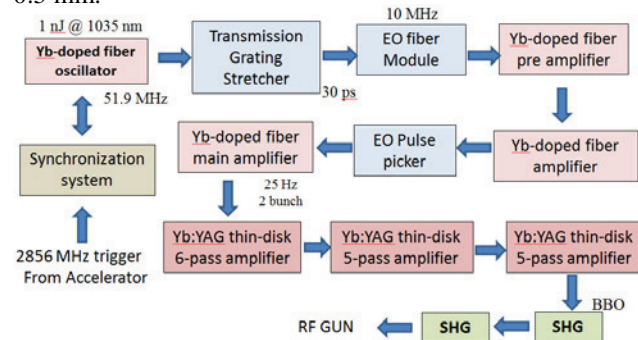 0.5 mm.
1 nJ @ 1035 nm
Yb-doped fiber
oscillator
Transmission
Grating
Stretcher
10 MHz
EO fiber
Module
Yb-doped fiber
pre amplifier
30 ps
51.9 MHz
Synchronization
system
Yb-doped fiber
main amplifier
EO Pulse
picker
Yb-doped fiber
amplifier
25 Hz
2 bunch
2856 MHz trigger
From Accelerator
Yb:YAG thin-disk
6-pass amplifier
Yb:YAG thin-disk
5-pass amplifier
Yb:YAG thin-disk
5-pass amplifier
BBO
RF GUN
SHG
SHG